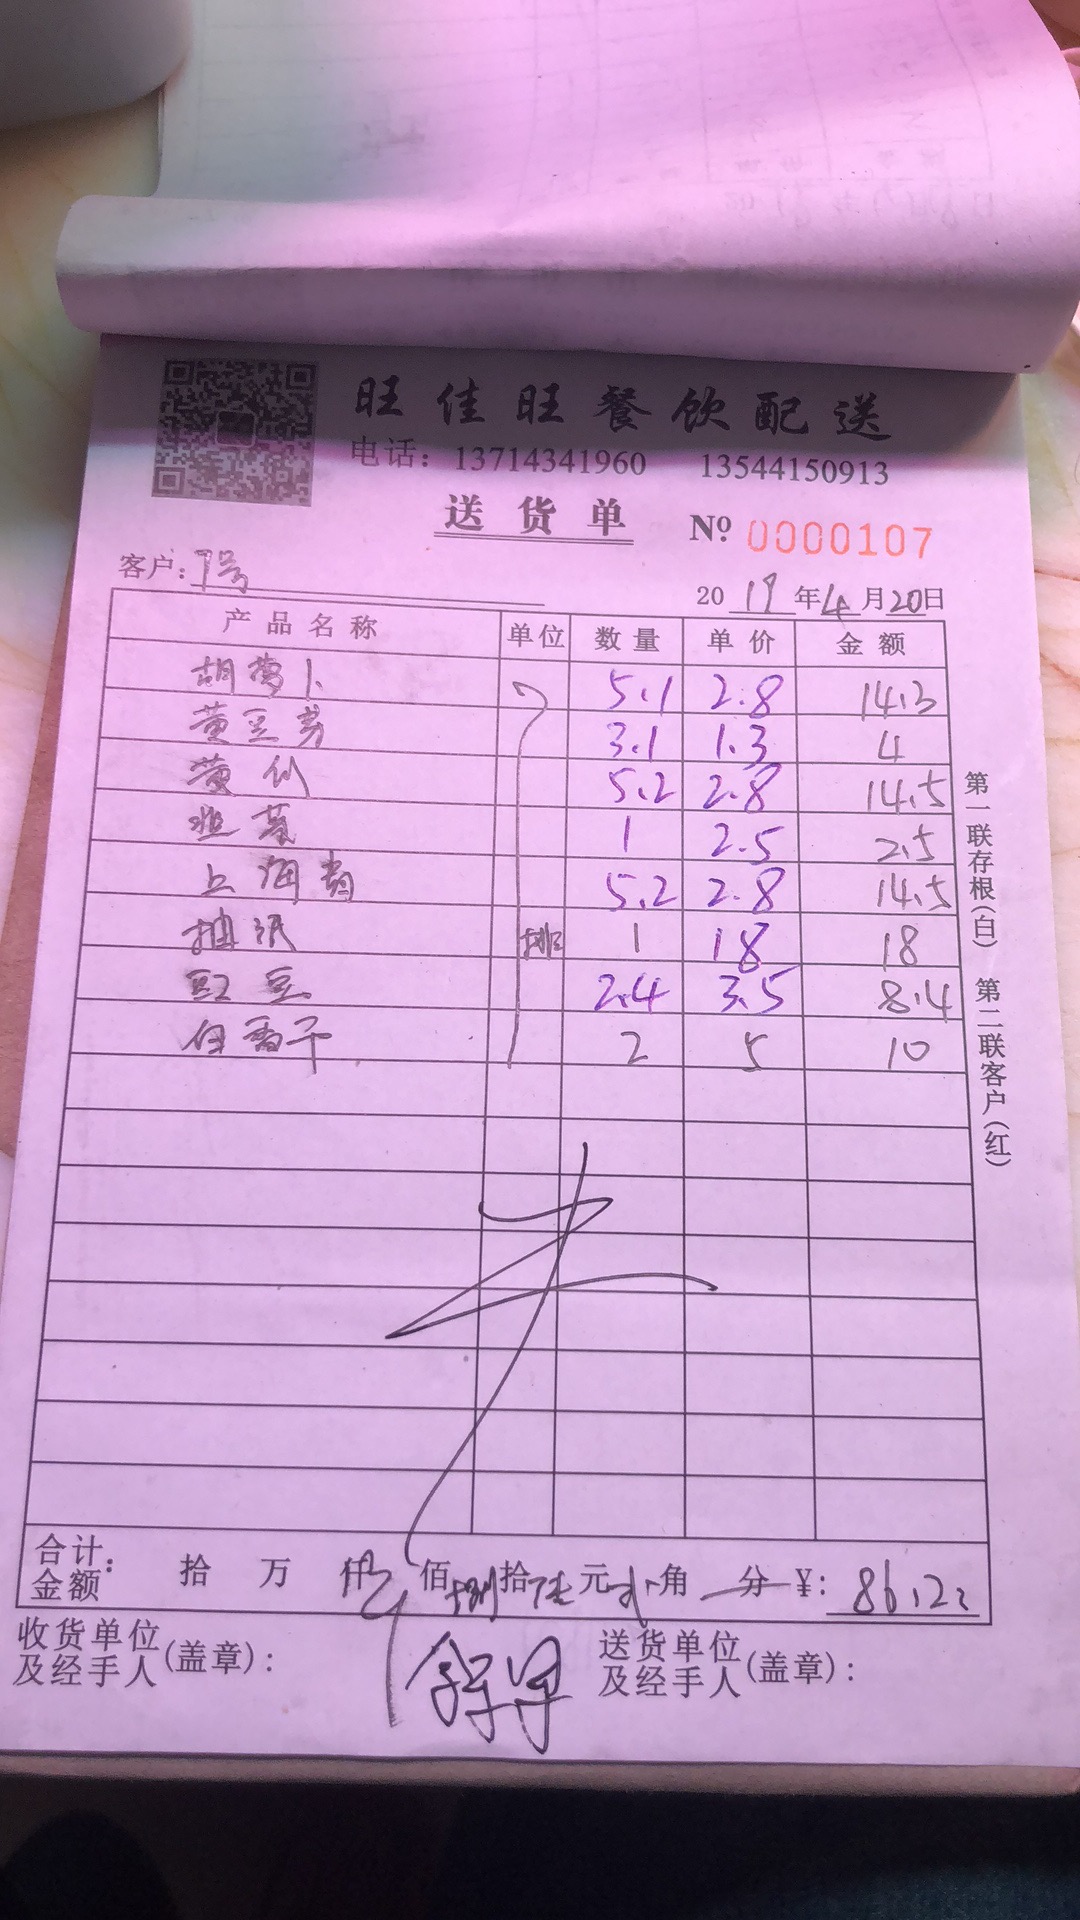 旺佳旺餐饮配送
电话：13714341960 13544150913
送货单 Nº 0000107
客户：7号 2019年4月20日
产品名称 单位 数量 单价 金额
胡萝卜 5.1 2.8 14.3
黄豆芽 3.1 1.3 4
黄瓜 5.2 2.8 14.5
韭菜 1 2.5 2.5
上海青 5.2 2.8 14.5
抽纸 排 1 18 18
豇豆 2.4 3.5 8.4
白香干 2 5 10
第一联存根(白) 第二联客户(红)
合计金额： 拾 万 仟 佰 捌拾 陆元 贰角 分 ¥: 86.2
收货单位及经手人(盖章)： 送货单位及经手人(盖章)：